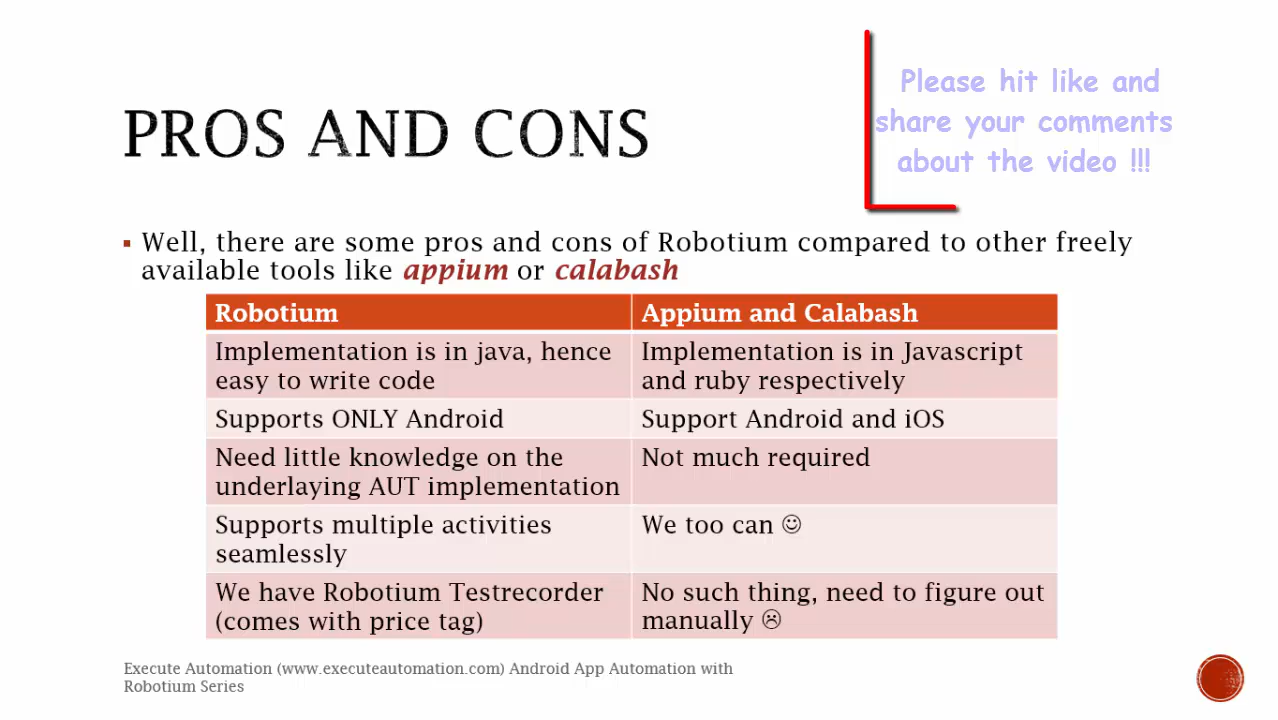 PROS AND CONS
Please hit like and
share your comments
about the video !!!
Well, there are some pros and cons of Robotium compared to other freely
available tools like appium or calabash
Robotium
Appium and Calabash
Implementation is in java, hence
easy to write code
Implementation is in Javascript
and ruby respectively
Supports ONLY Android
Support Android and iOS
Need little knowledge on the
underlaying AUT implementation
Not much required
Supports multiple activities
seamlessly
We too can ☺
We have Robotium Testrecorder
(comes with price tag)
No such thing, need to figure out
manually ☹
Execute Automation (www.executeautomation.com) Android App Automation with
Robotium Series